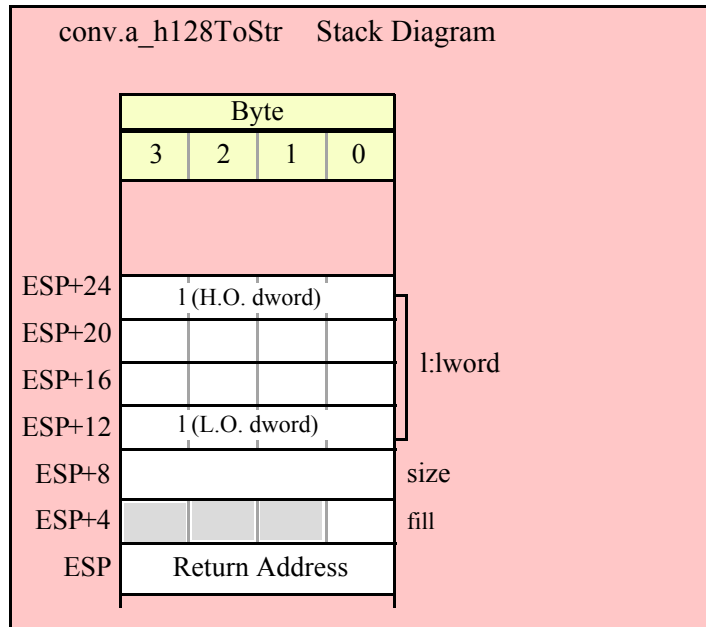 conv.a_h128ToStr Stack Diagram
Byte
3 2 1 0
ESP+24 l (H.O. dword)
ESP+20
l:lword
ESP+16
ESP+12 l (L.O. dword)
ESP+8 size
ESP+4 fill
ESP Return Address